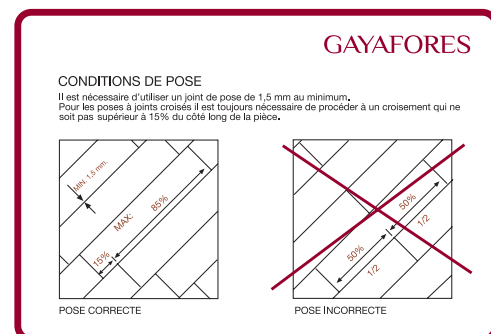 GAYAFORES
CONDITIONS DE POSE
Il est nécessaire d'utiliser un joint de pose de 1,5 mm au minimum.
Pour les poses à joints croisés il est toujours nécessaire de procéder à un croisement qui ne
soit pas supérieur à 15% du côté long de la pièce.
MIN. 1,5 mm.
MAX:
85%
15%
50%
1/2
50%
1/2
POSE CORRECTE
POSE INCORRECTE